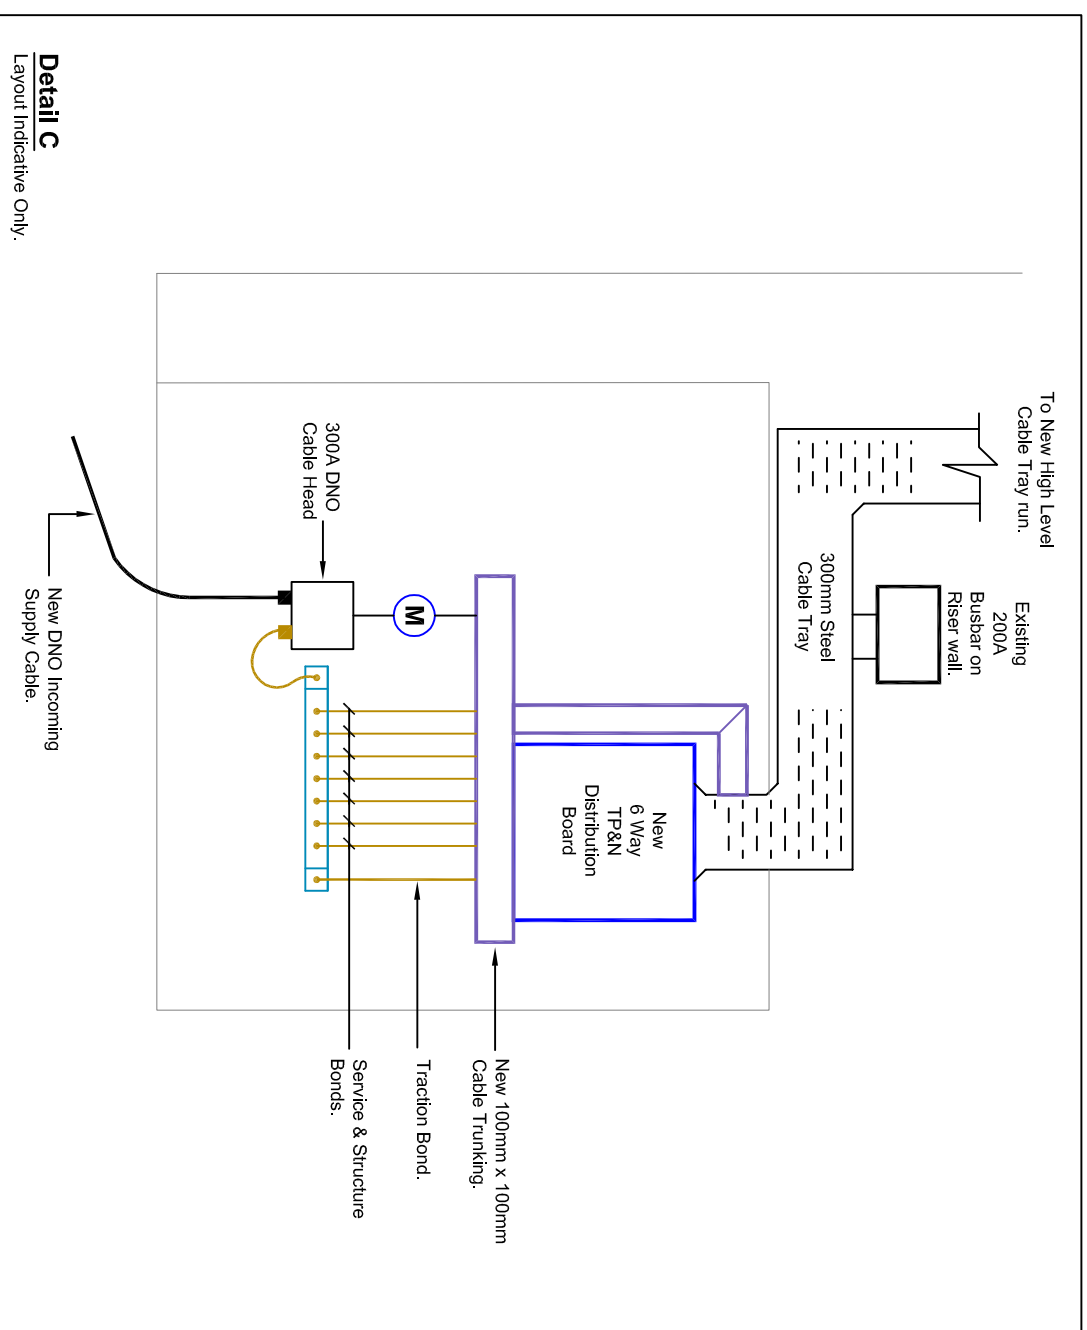 To New High Level
Cable Tray run.
Existing
200A
Busbar on
Riser wall.
300mm Steel
Cable Tray
New
6 Way
TP&N
Distribution
Board
New 100mm x 100mm
Cable Trunking.
Traction Bond.
Service & Structure
Bonds.
M
300A DNO
Cable Head
New DNO Incoming
Supply Cable.
Detail C
Layout Indicative Only.